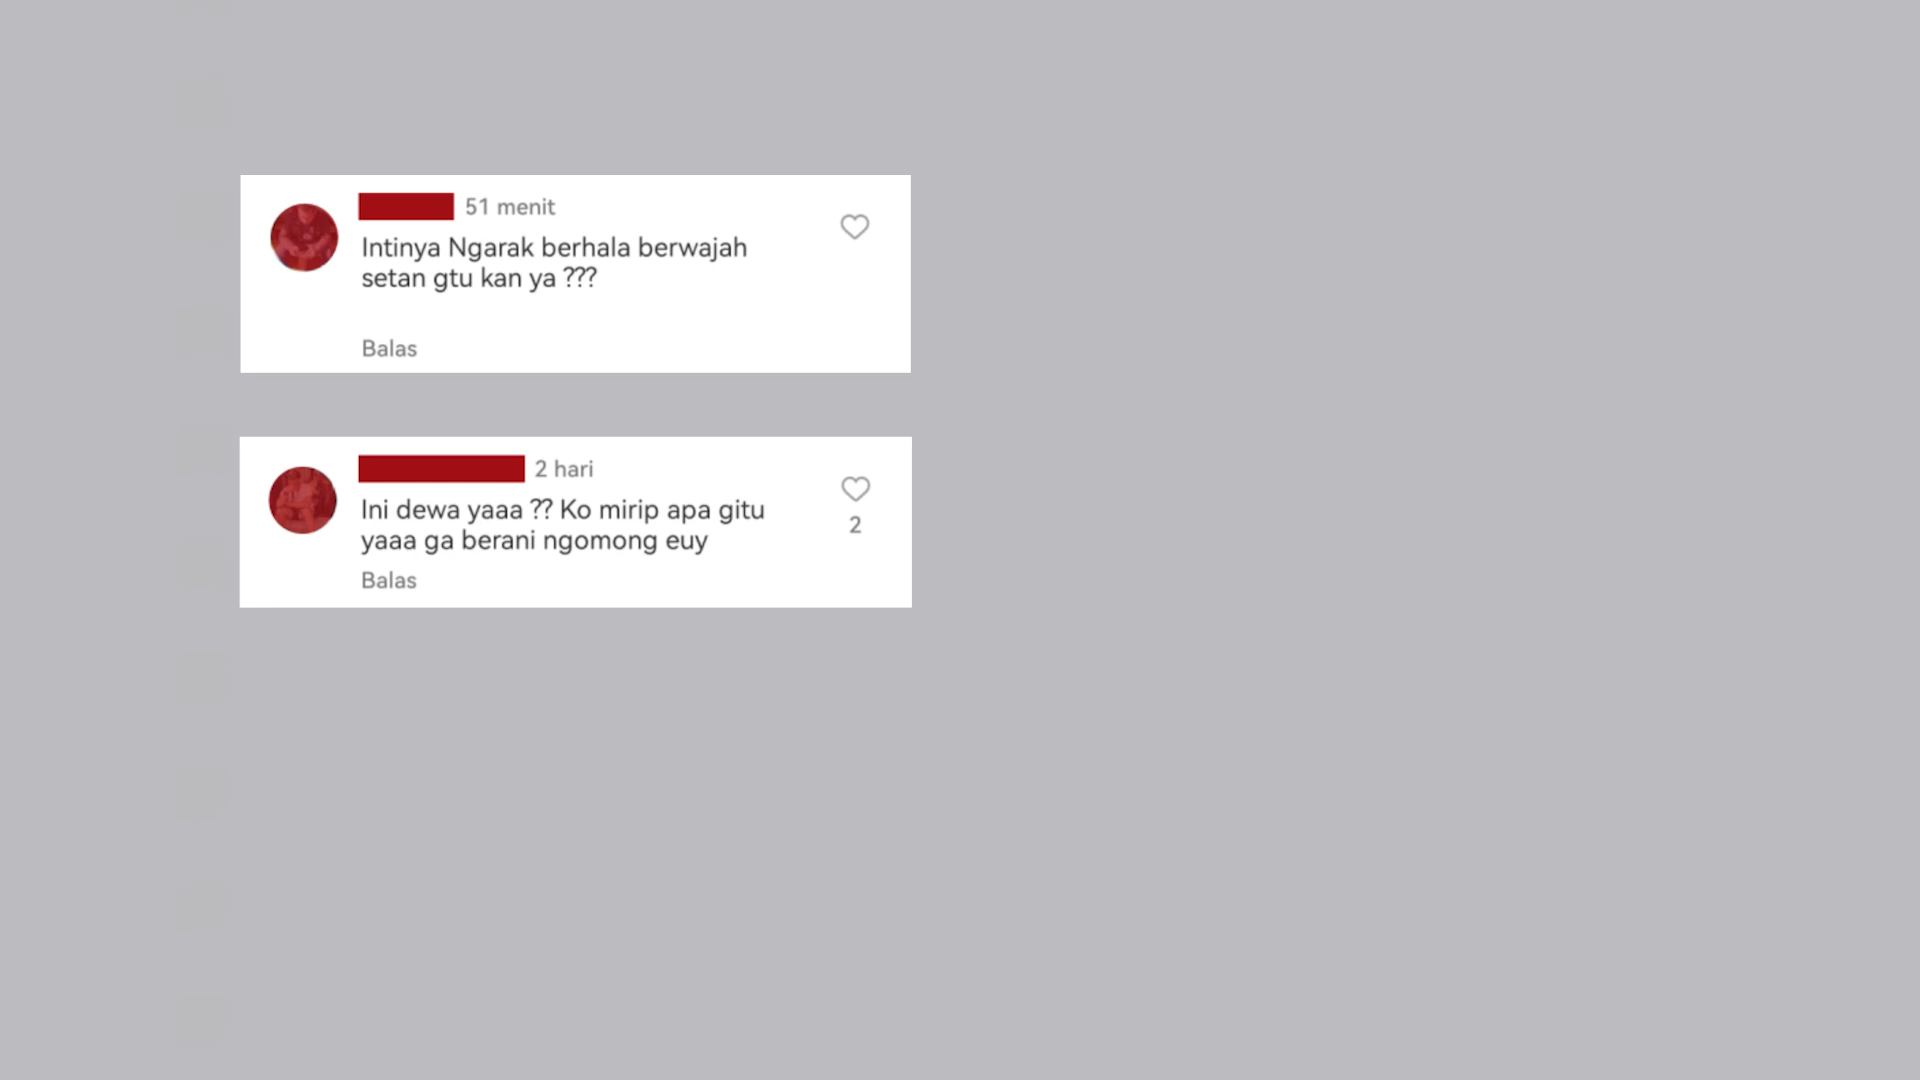 51 menit
Intinya Ngarak berhala berwajah
setan gtu kan ya ???
Balas
2 hari
Ini dewa yaaa ?? Ko mirip apa gitu
yaaa ga berani ngomong euy
2
Balas